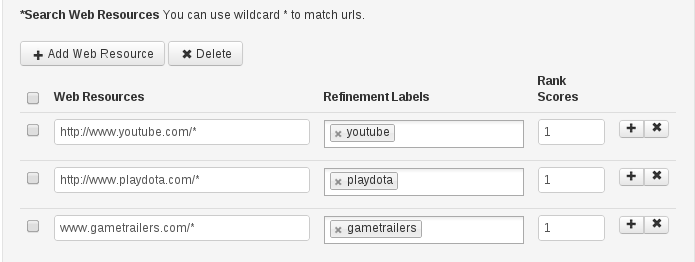 *Search Web Resources You can use wildcard * to match urls.
Add Web Resource Delete
Web Resources Refinement Labels Rank Scores
http://www.youtube.com/* youtube 1
http://www.playdota.com/* playdota 1
www.gametrailers.com/* gametrailers 1